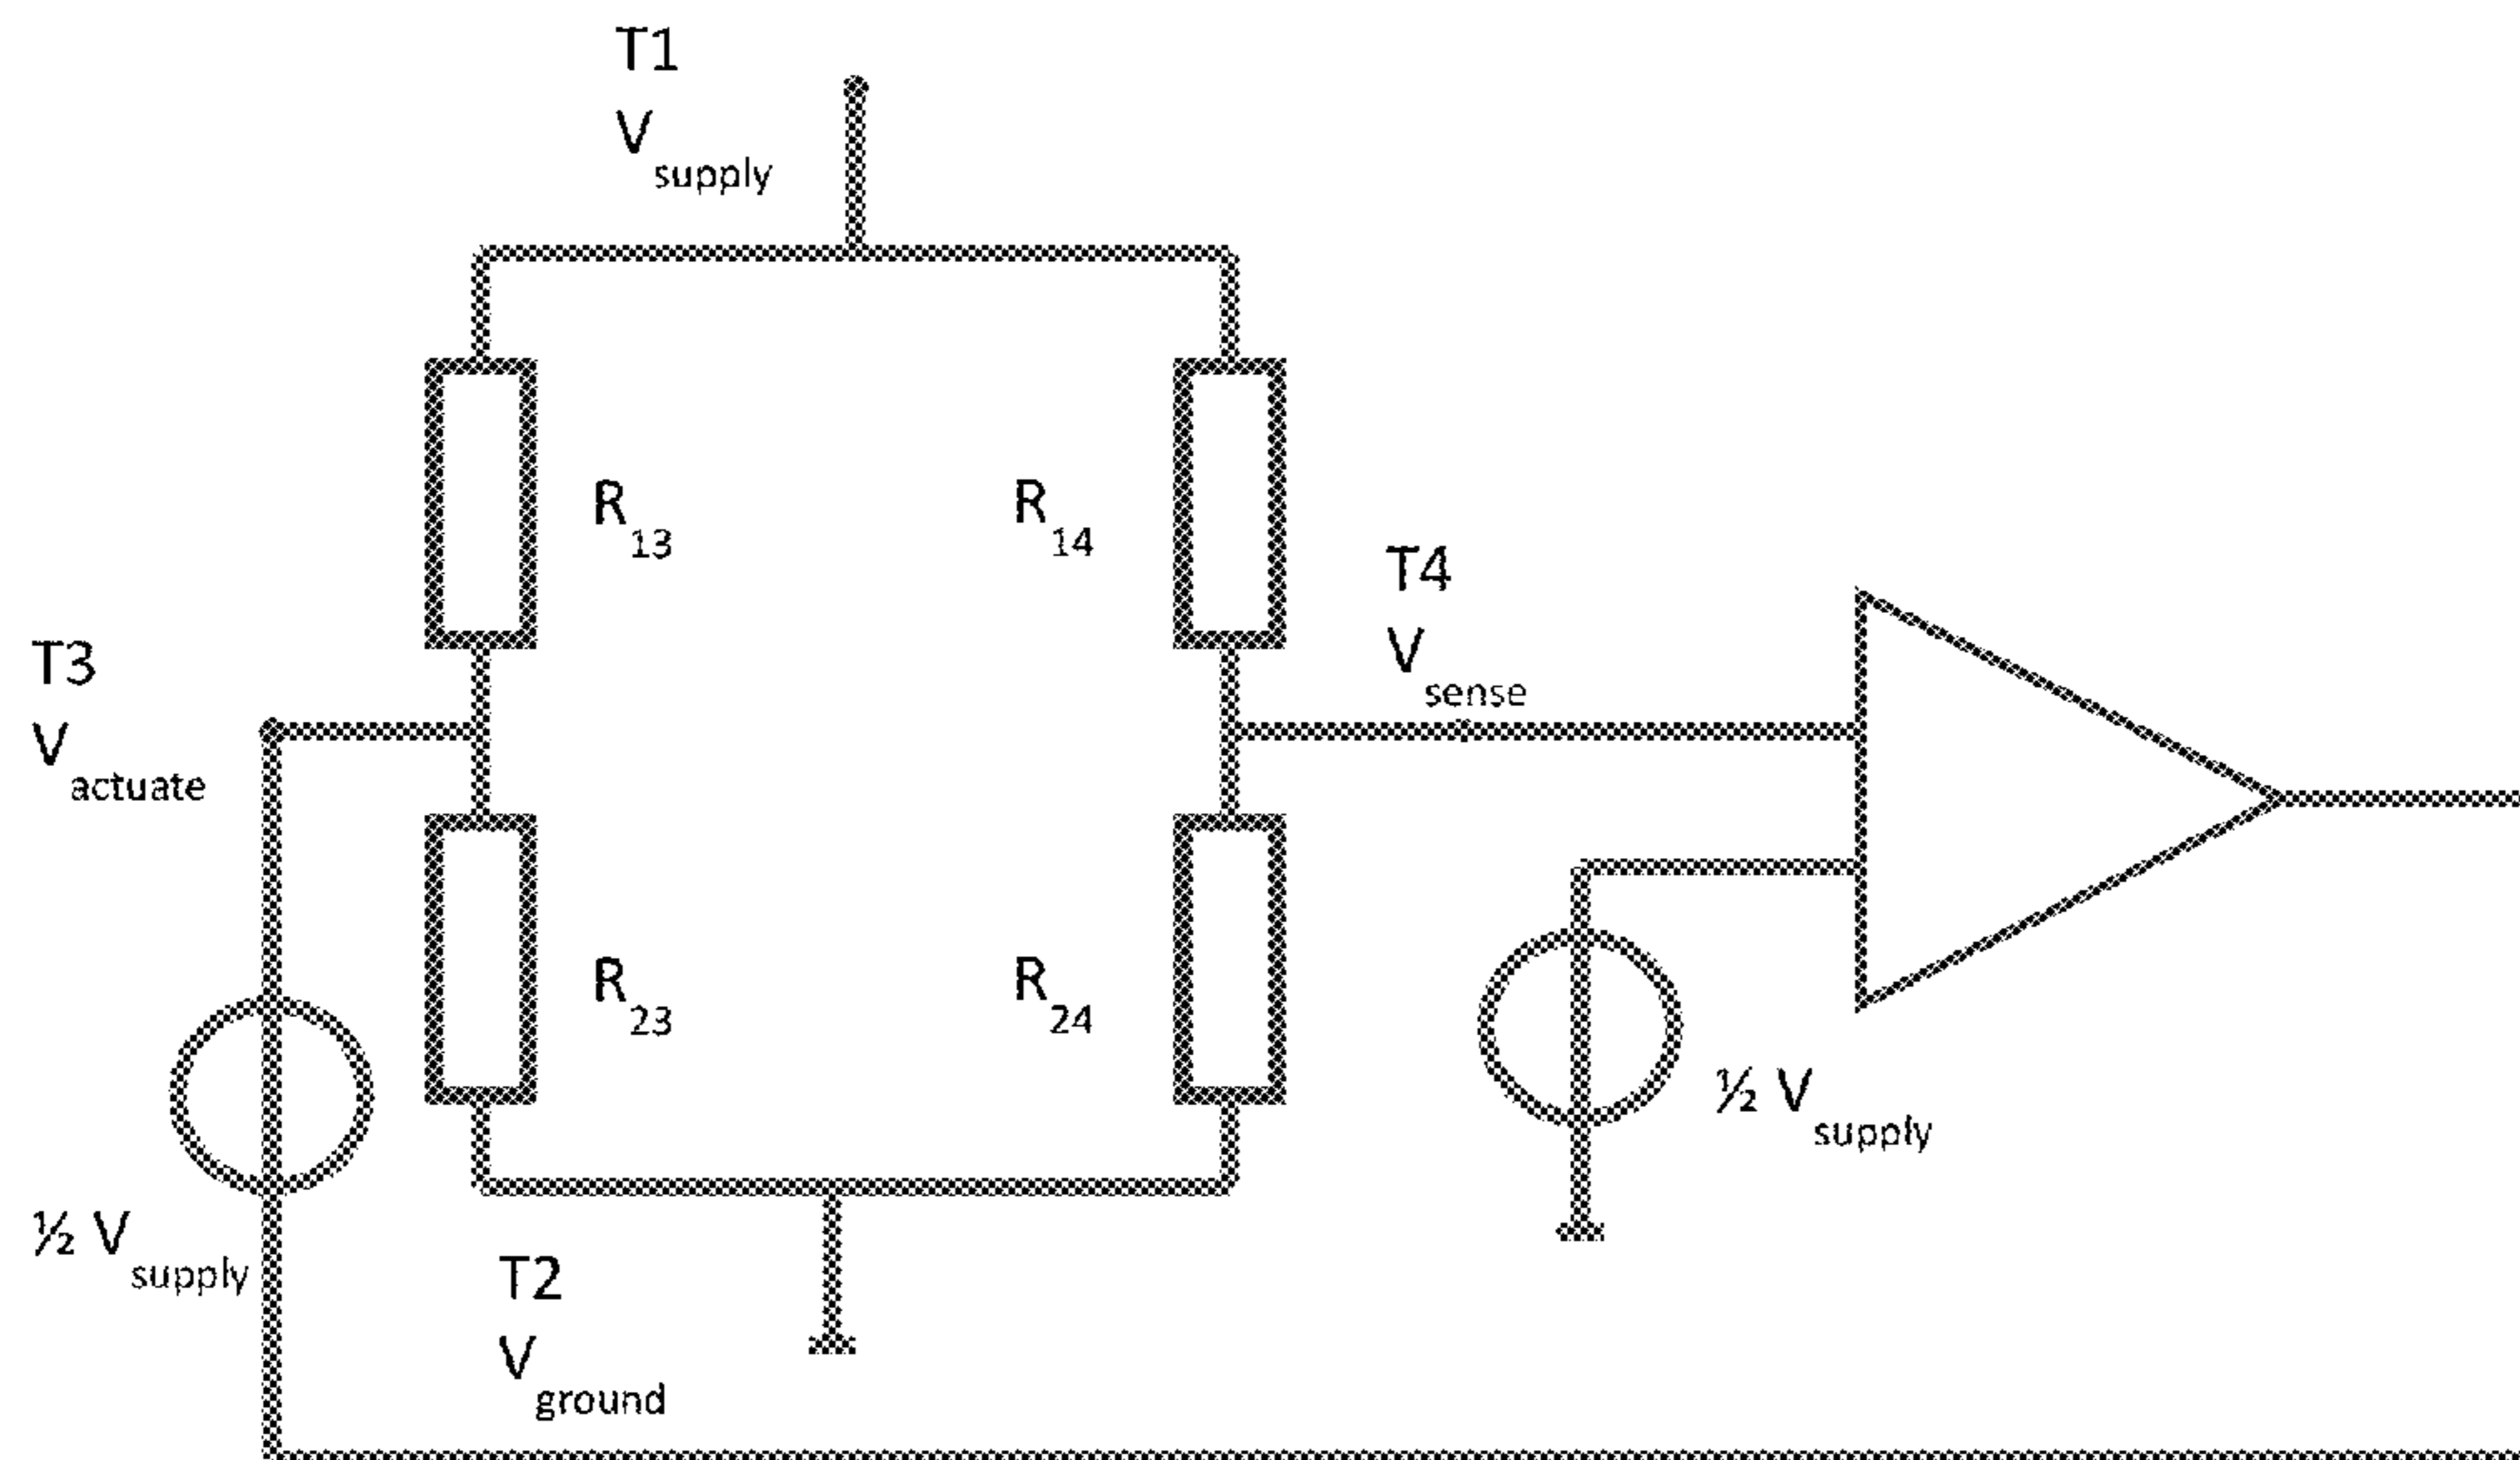 T1
V supply
R 13
R 14
T4
V sense
T3
V actuate
R 23
R 24
½ V supply
½ V supply
T2
V ground